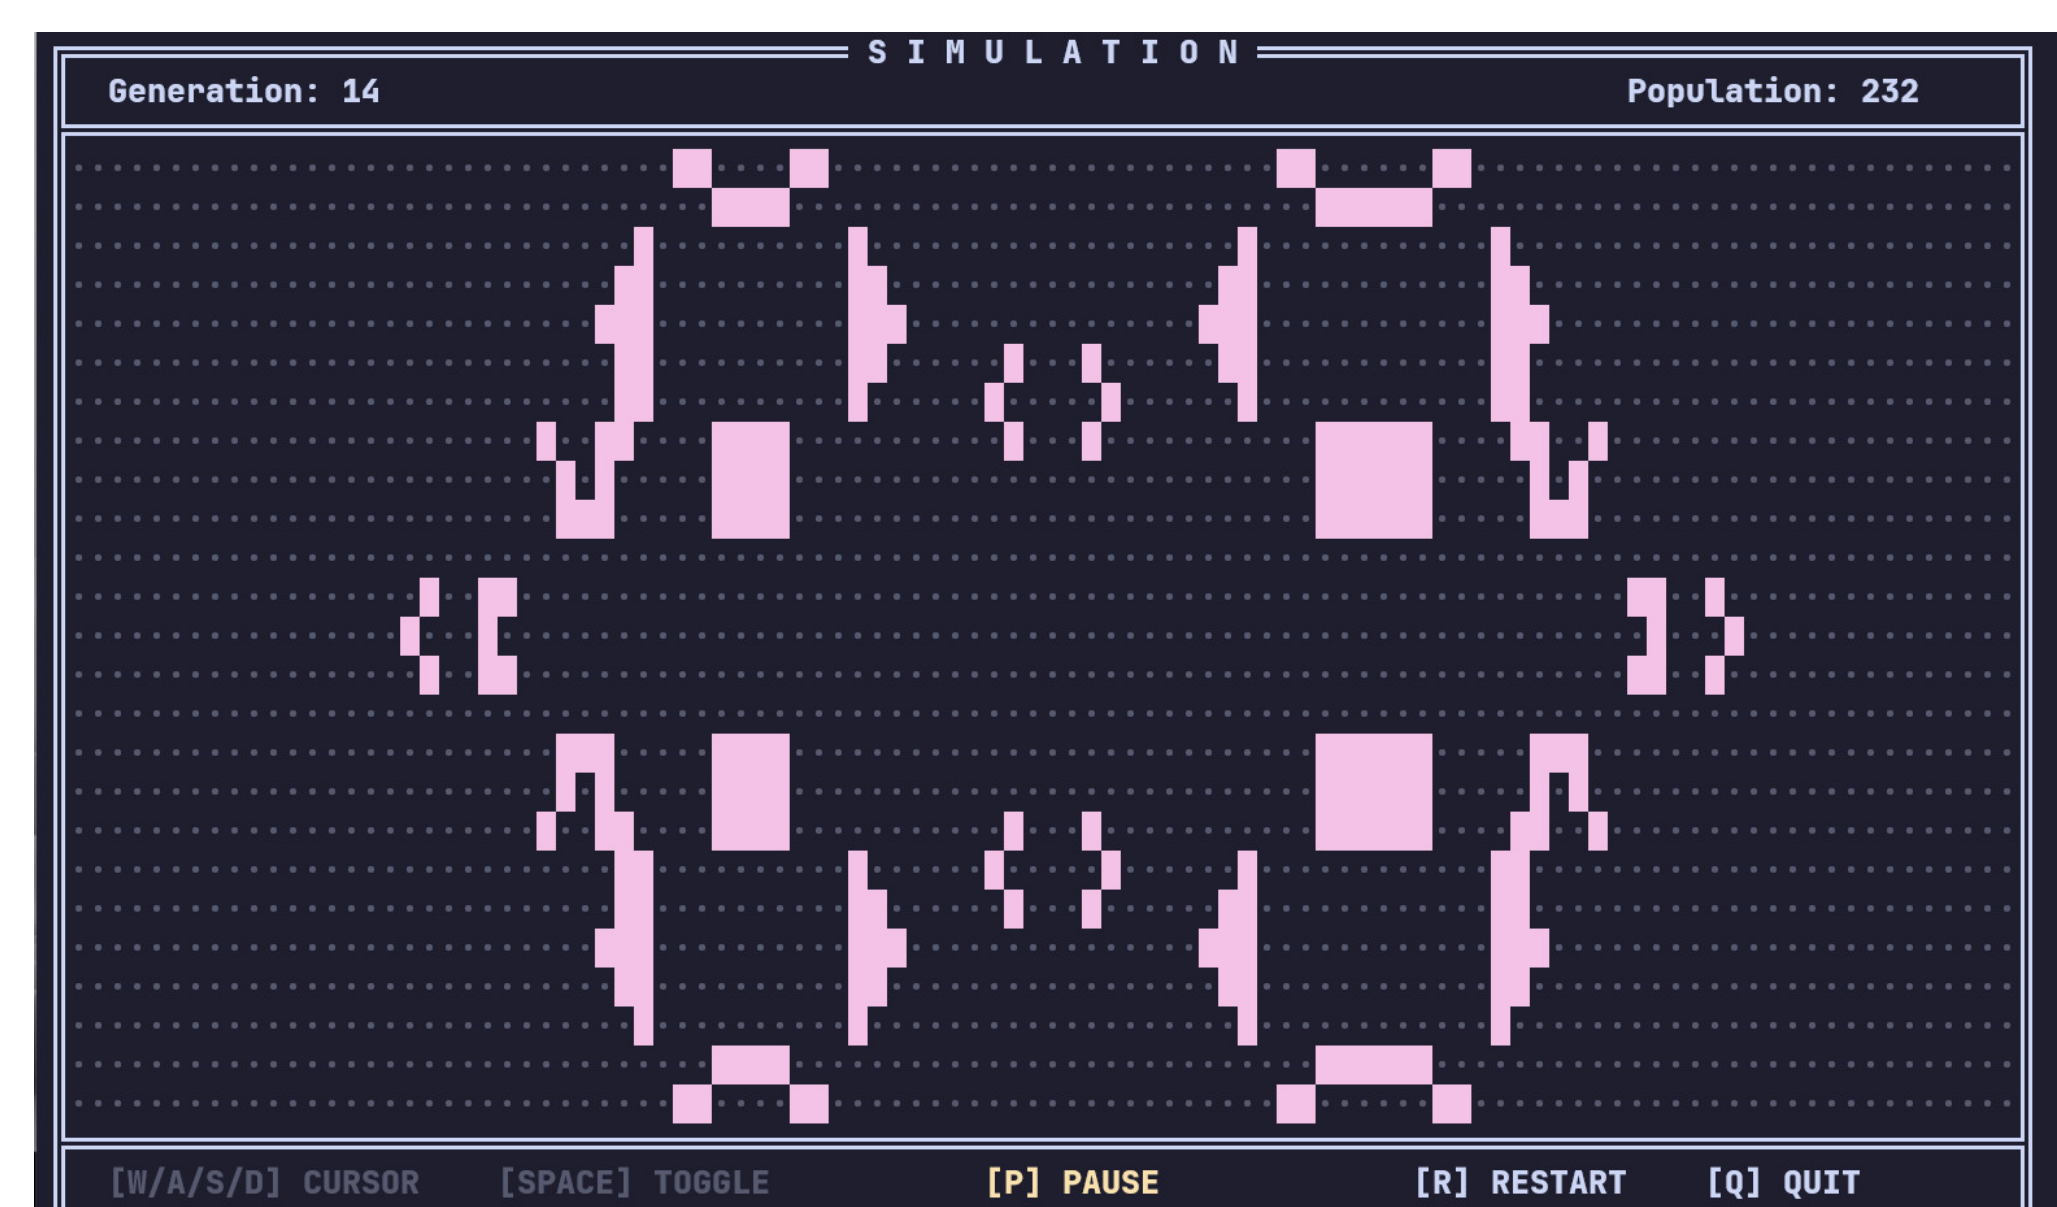 S I M U L A T I O N
Generation: 14 Population: 232
[W/A/S/D] CURSOR [SPACE] TOGGLE [P] PAUSE [R] RESTART [Q] QUIT